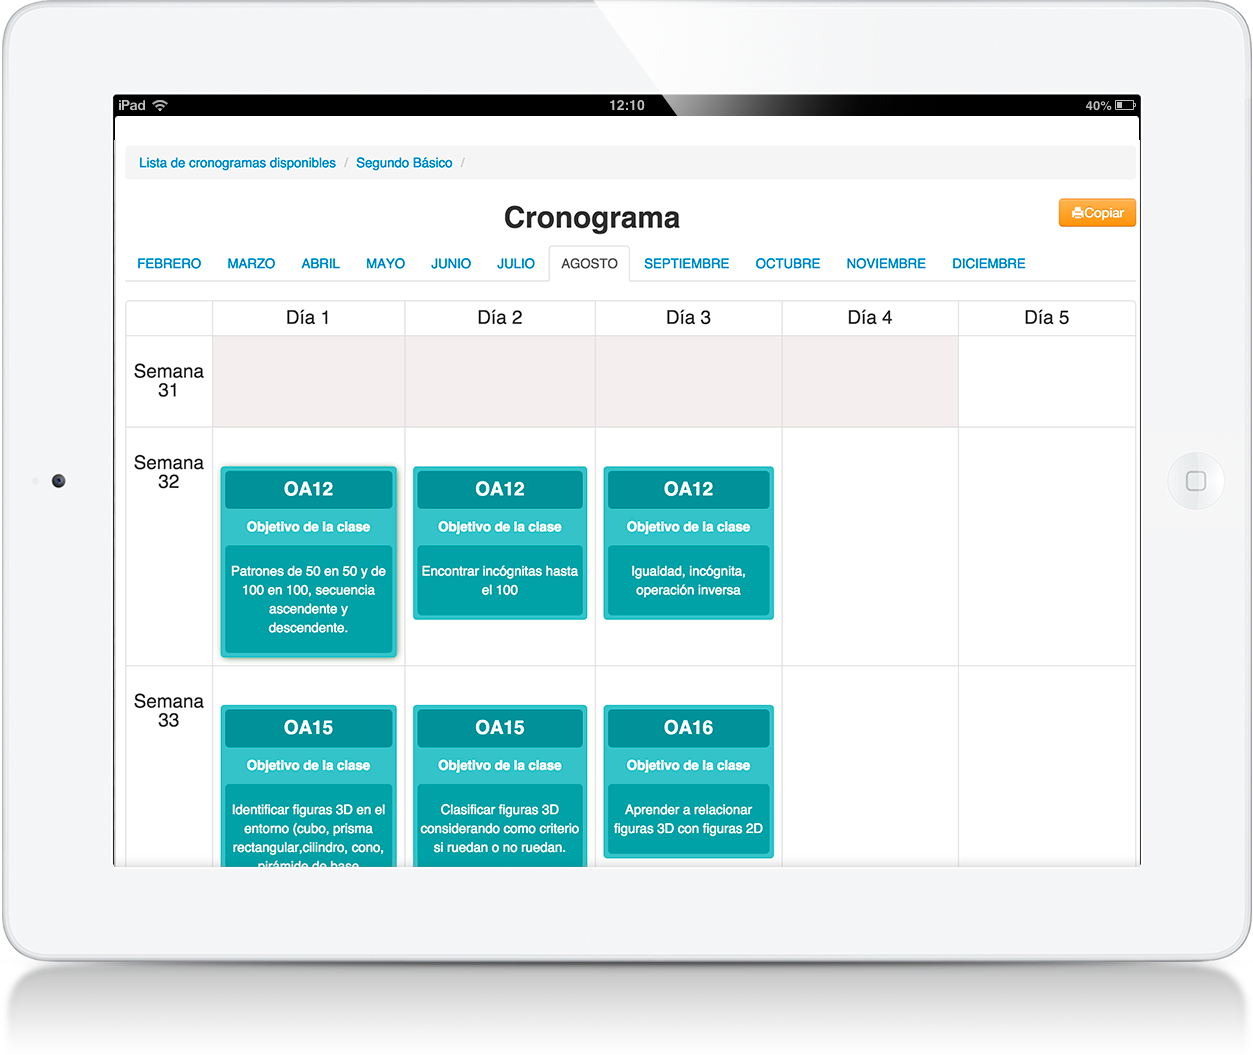 iPad 12:10 40%
Lista de cronogramas disponibles / Segundo Básico /
Cronograma
Copiar
FEBRERO MARZO ABRIL MAYO JUNIO JULIO AGOSTO SEPTIEMBRE OCTUBRE NOVIEMBRE DICIEMBRE
Día 1 Día 2 Día 3 Día 4 Día 5
Semana
31
Semana
32
OA12
Objetivo de la clase
Patrones de 50 en 50 y de
100 en 100, secuencia
ascendente y
descendente.
OA12
Objetivo de la clase
Encontrar incógnitas hasta
el 100
OA12
Objetivo de la clase
Igualdad, incógnita,
operación inversa
Semana
33
OA15
Objetivo de la clase
Identificar figuras 3D en el
entorno (cubo, prisma
rectangular,cilindro, cono,
pirámide de base
OA15
Objetivo de la clase
Clasificar figuras 3D
considerando como criterio
si ruedan o no ruedan.
OA16
Objetivo de la clase
Aprender a relacionar
figuras 3D con figuras 2D